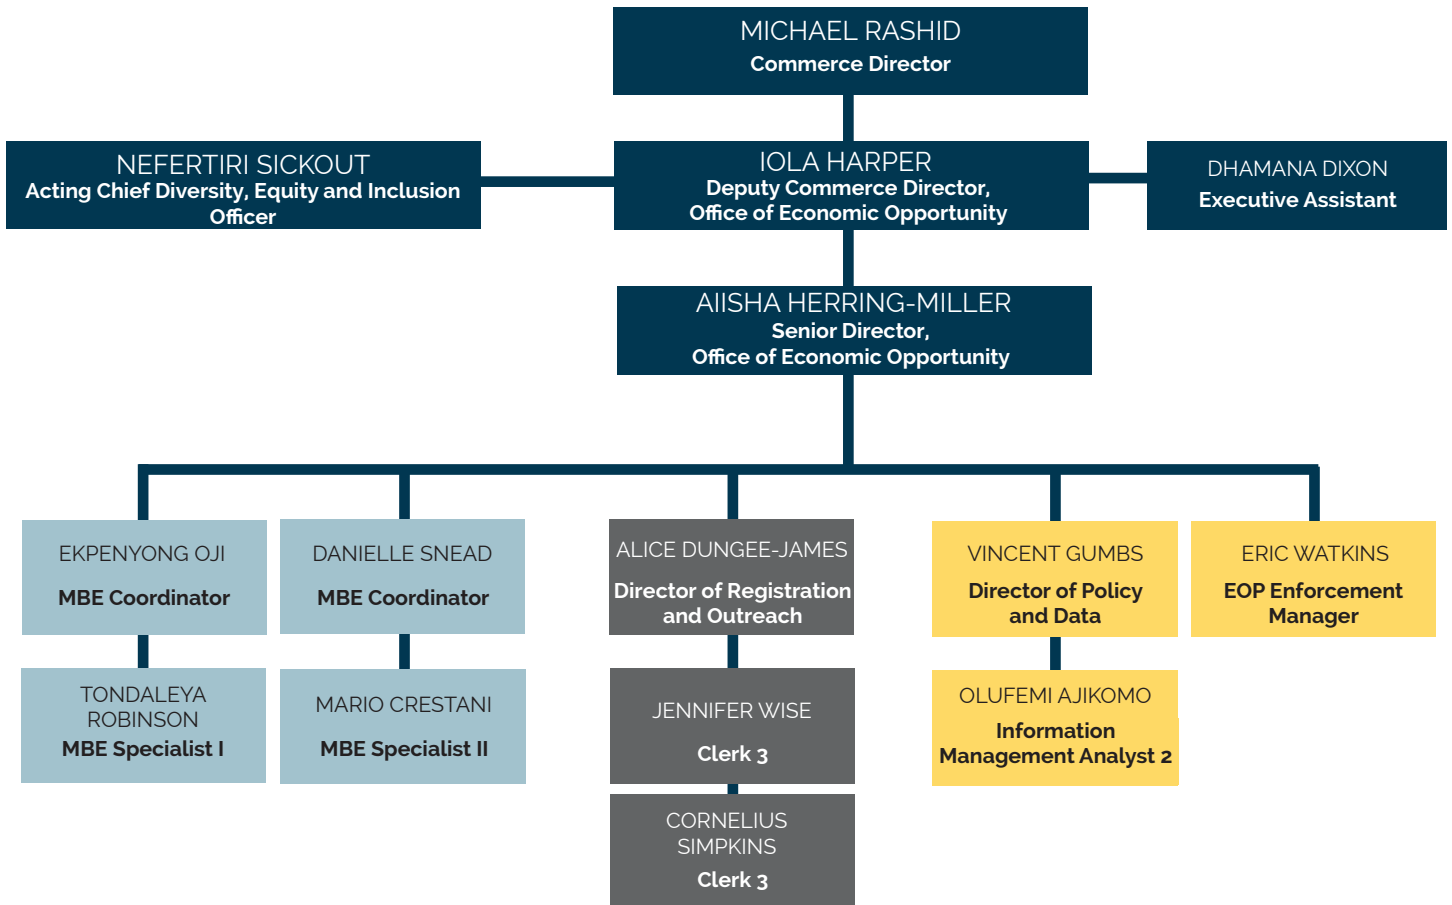 MICHAEL RASHID
Commerce Director
NEFERTIRI SICKOUT
Acting Chief Diversity, Equity and Inclusion
Officer
IOLA HARPER
Deputy Commerce Director,
Office of Economic Opportunity
DHAMANA DIXON
Executive Assistant
AIISHA HERRING-MILLER
Senior Director,
Office of Economic Opportunity
EKPENYONG OJI
MBE Coordinator
DANIELLE SNEAD
MBE Coordinator
ALICE DUNGEE-JAMES
Director of Registration
and Outreach
VINCENT GUMBS
Director of Policy
and Data
ERIC WATKINS
EOP Enforcement
Manager
TONDALEYA
ROBINSON
MBE Specialist I
MARIO CRESTANI
MBE Specialist II
JENNIFER WISE
Clerk 3
OLUFEMI AJIKOMO
Information
Management Analyst 2
CORNELIUS
SIMPKINS
Clerk 3